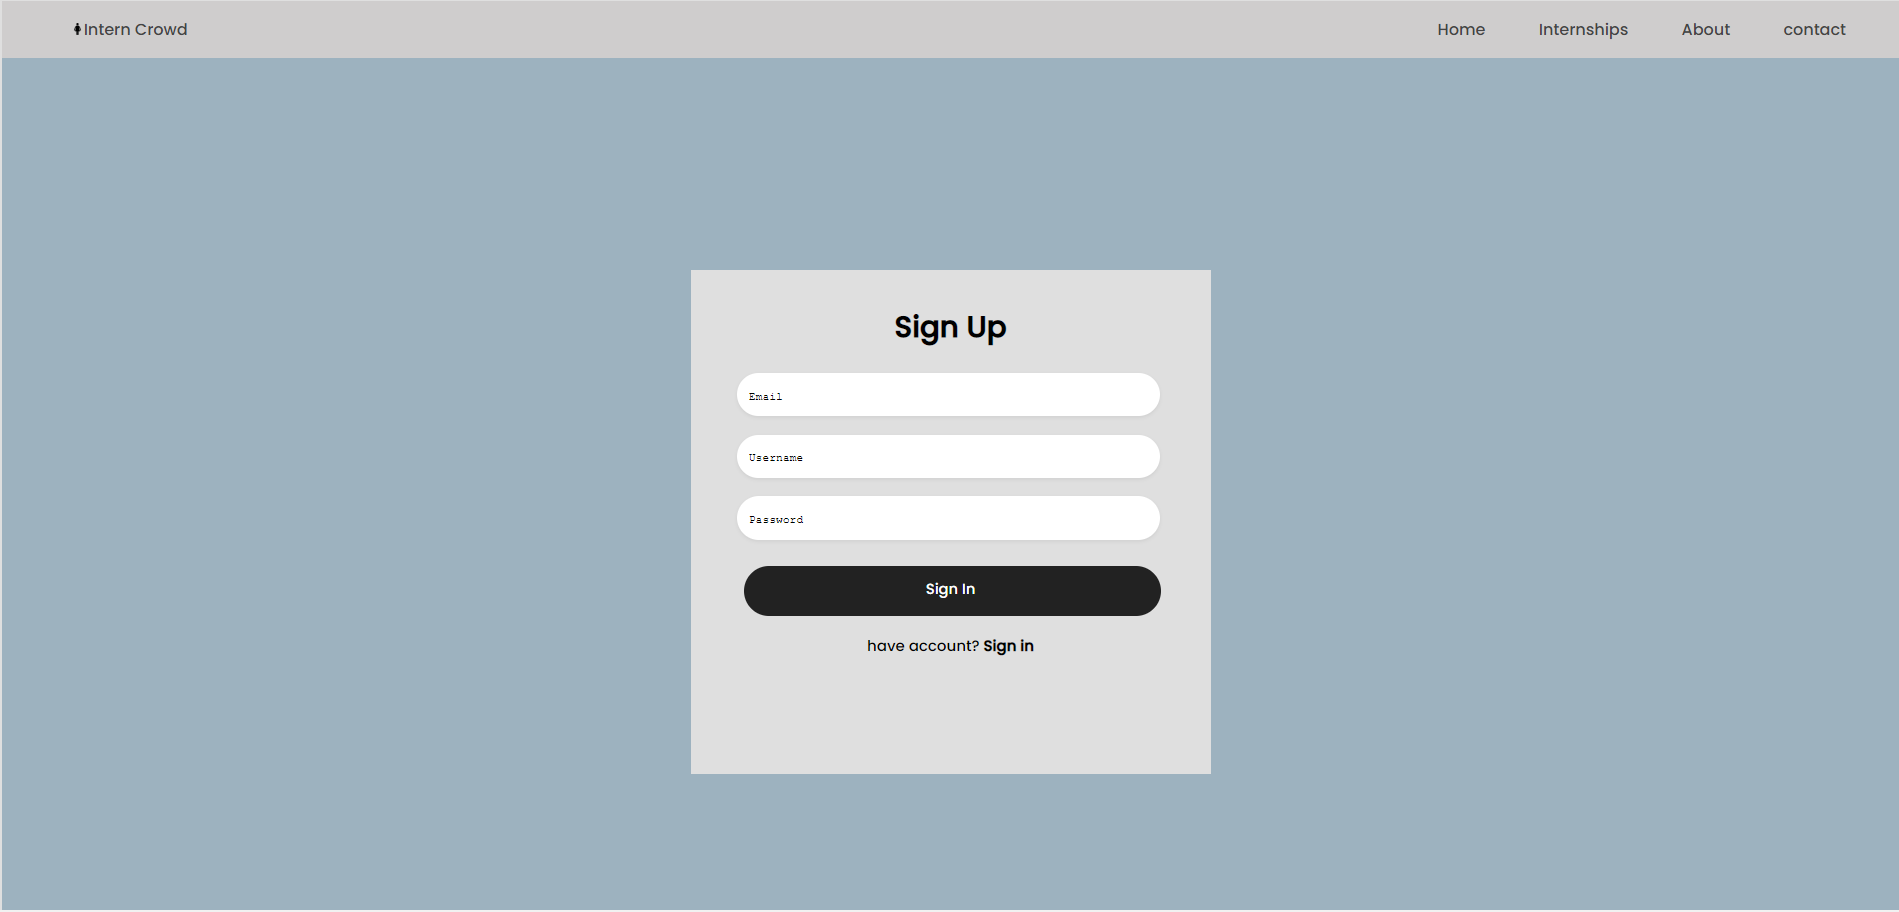 Intern Crowd Home Internships About contact
Sign Up
Email
Username
Password
Sign In
have account? Sign in